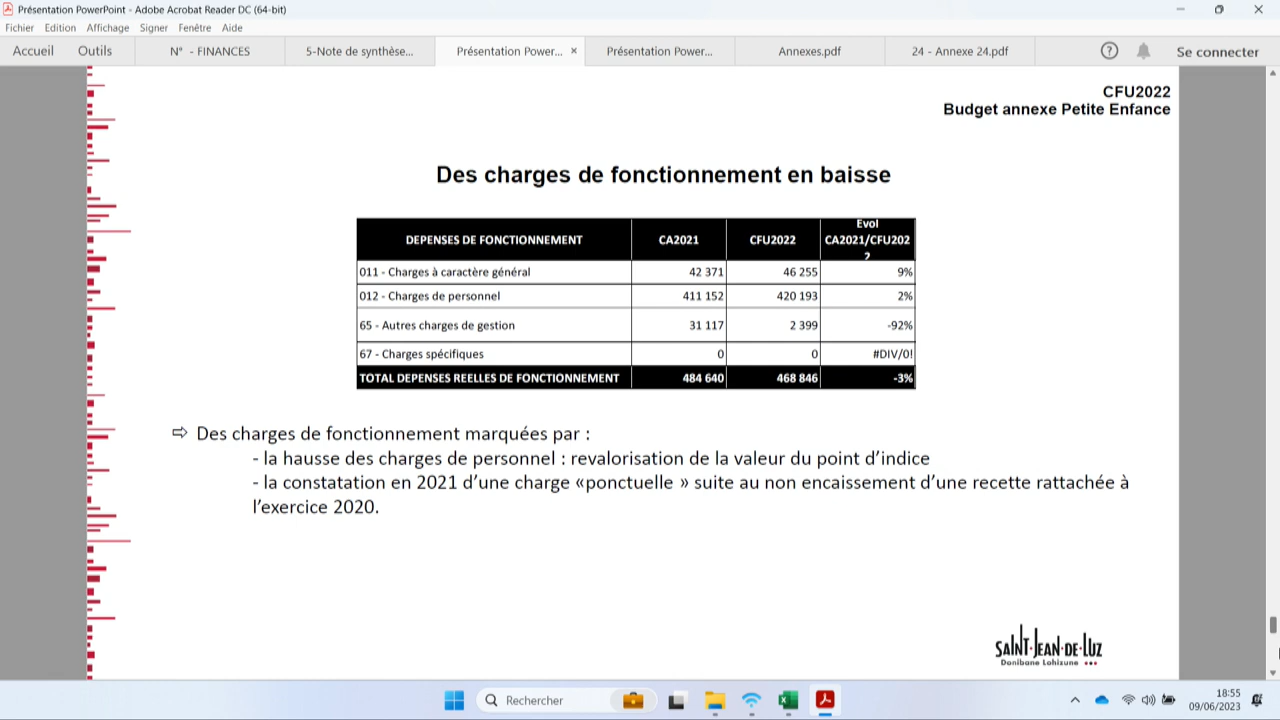 Présentation PowerPoint - Adobe Acrobat Reader DC (64-bit)
Fichier Edition Affichage Signer Fenêtre Aide
Accueil Outils N° - FINANCES 5-Note de synthèse... Présentation Power... × Présentation Power... Annexes.pdf 24 - Annexe 24.pdf ? Se connecter
CFU2022
Budget annexe Petite Enfance
Des charges de fonctionnement en baisse
DEPENSES DE FONCTIONNEMENT CA2021 CFU2022 Evol CA2021/CFU2022
011 - Charges à caractère général 42 371 46 255 9%
012 - Charges de personnel 411 152 420 193 2%
65 - Autres charges de gestion 31 117 2 399 -92%
67 - Charges spécifiques 0 0 #DIV/0!
TOTAL DEPENSES REELLES DE FONCTIONNEMENT 484 640 468 846 -3%
⇨ Des charges de fonctionnement marquées par :
- la hausse des charges de personnel : revalorisation de la valeur du point d’indice
- la constatation en 2021 d’une charge «ponctuelle » suite au non encaissement d’une recette rattachée à
l’exercice 2020.
SAINT·JEAN·DE·LUZ
Donibane Lohizune
Rechercher
18:55
09/06/2023